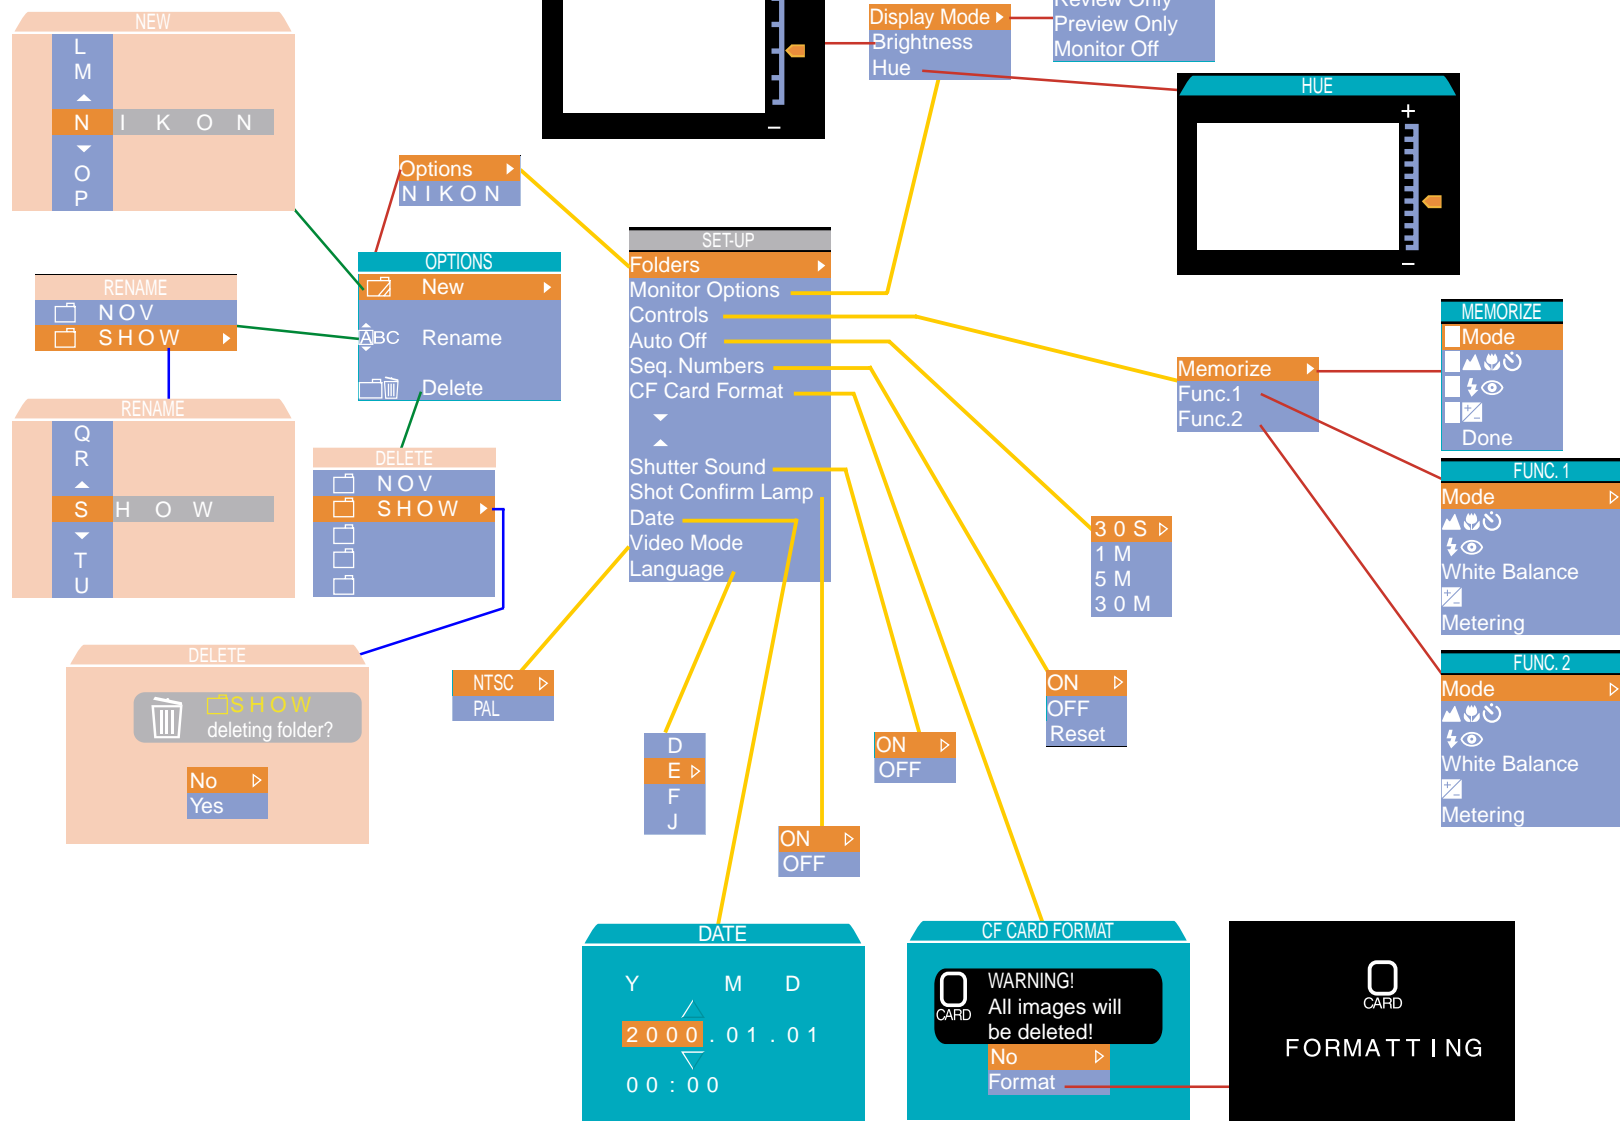 NEW
L
M
N I K O N
O
P
Options
N I K O N
Display Mode
Brightness
Hue
Review Only
Preview Only
Monitor Off
–
HUE
+
–
OPTIONS
New
ABC Rename
Delete
RENAME
N O V
S H O W
RENAME
Q
R
S H O W
T
U
DELETE
N O V
S H O W
DELETE
S H O W
deleting folder?
No
Yes
SET-UP
Folders
Monitor Options
Controls
Auto Off
Seq. Numbers
CF Card Format
Shutter Sound
Shot Confirm Lamp
Date
Video Mode
Language
NTSC
PAL
D
E
F
J
ON
OFF
ON
OFF
ON
OFF
Reset
3 0 S
1 M
5 M
3 0 M
Memorize
Func.1
Func.2
MEMORIZE
Mode
Done
FUNC. 1
Mode
White Balance
+/-
Metering
FUNC. 2
Mode
White Balance
+/-
Metering
DATE
Y M D
2 0 0 0 . 0 1 . 0 1
0 0 : 0 0
CF CARD FORMAT
CARD
WARNING!
All images will
be deleted!
No
Format
CARD
FORMATTING